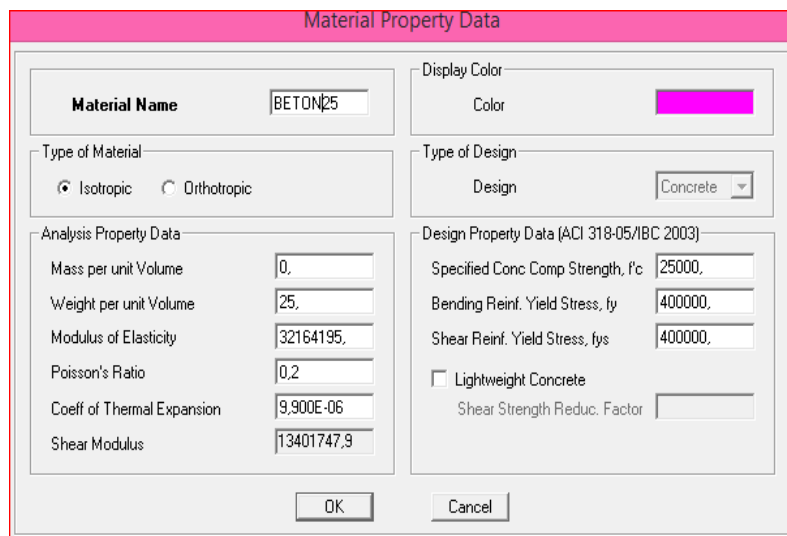 Material Property Data
Material Name BETON25
Display Color
Color
Type of Material
Isotropic Orthotropic
Type of Design
Design Concrete
Analysis Property Data
Mass per unit Volume 0,
Weight per unit Volume 25,
Modulus of Elasticity 32164195,
Poisson's Ratio 0,2
Coeff of Thermal Expansion 9,900E-06
Shear Modulus 13401747,9
Design Property Data (ACI 318-05/IBC 2003)
Specified Conc Comp Strength, f'c 25000,
Bending Reinf. Yield Stress, fy 400000,
Shear Reinf. Yield Stress, fys 400000,
Lightweight Concrete
Shear Strength Reduc. Factor
OK Cancel